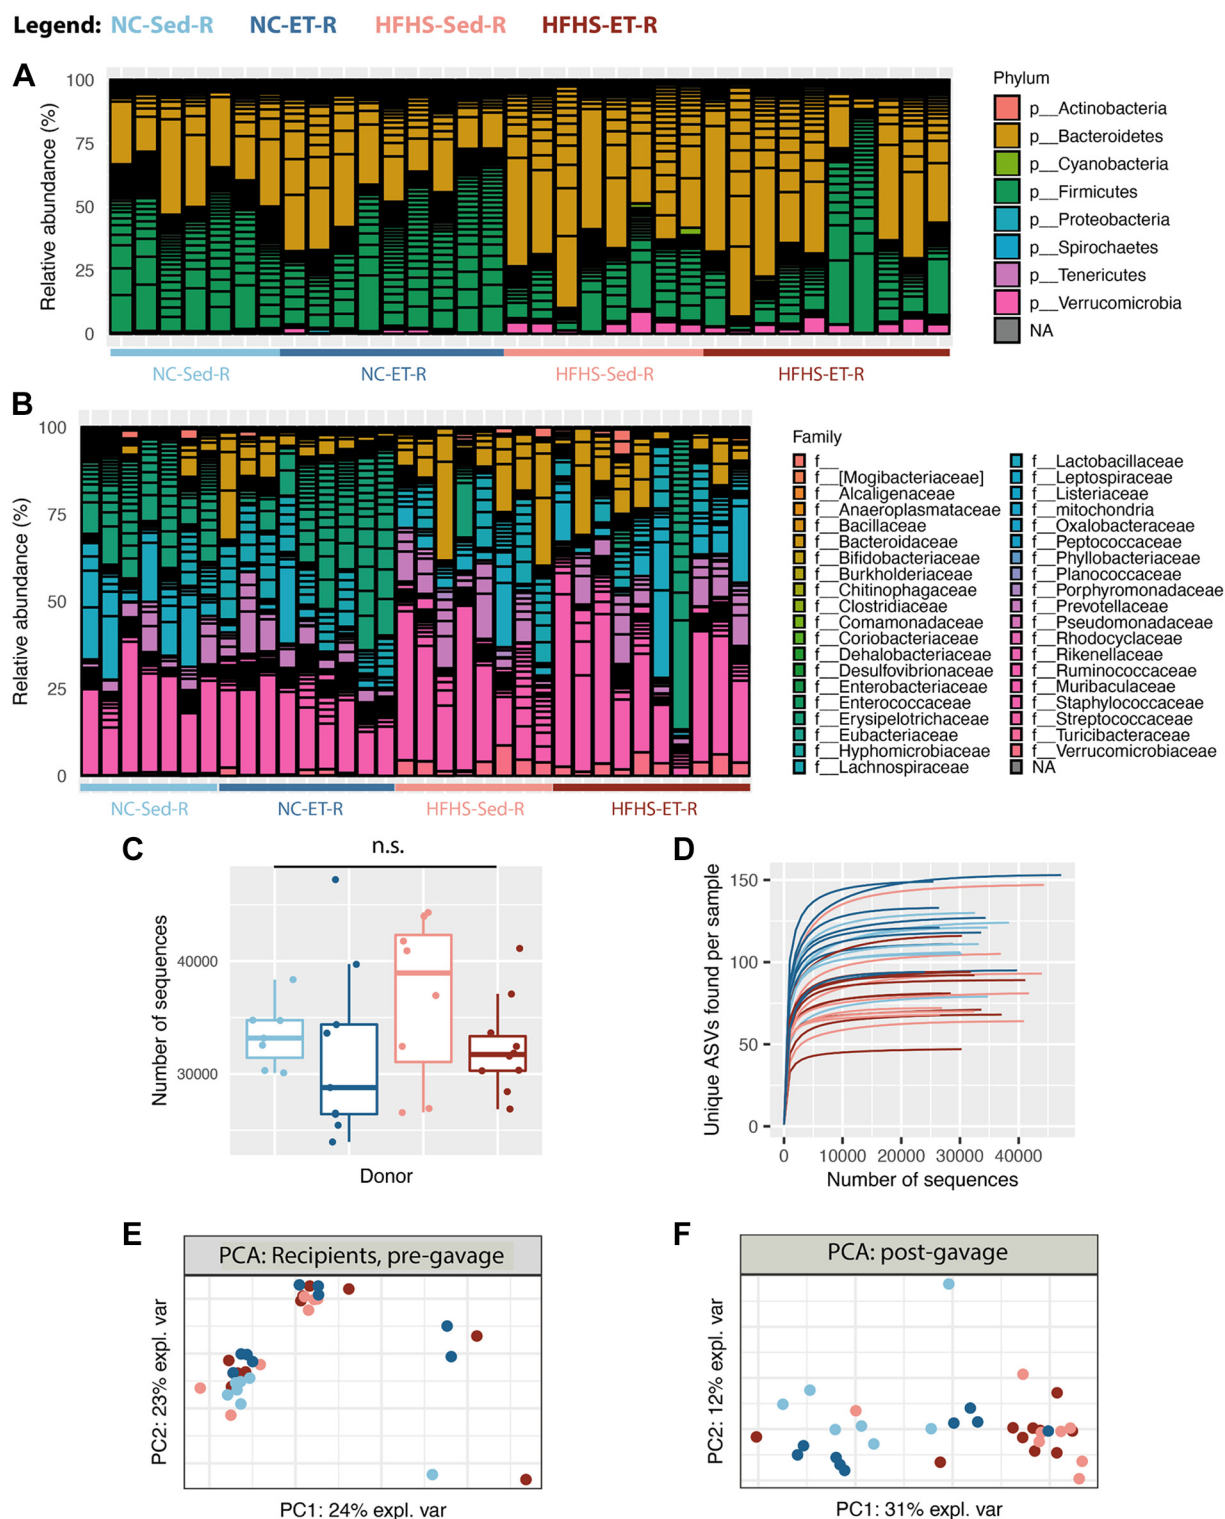 Legend: NC-Sed-R NC-ET-R HFHS-Sed-R HFHS-ET-R
A
Relative abundance (%)
100
75
50
25
0
NC-Sed-R NC-ET-R HFHS-Sed-R HFHS-ET-R
Phylum
p__Actinobacteria
p__Bacteroidetes
p__Cyanobacteria
p__Firmicutes
p__Proteobacteria
p__Spirochaetes
p__Tenericutes
p__Verrucomicrobia
NA
B
Relative abundance (%)
100
75
50
25
0
NC-Sed-R NC-ET-R HFHS-Sed-R HFHS-ET-R
Family
f__
f__[Mogibacteriaceae]
f__Alcaligenaceae
f__Anaeroplasmataceae
f__Bacillaceae
f__Bacteroidaceae
f__Bifidobacteriaceae
f__Burkholderiaceae
f__Chitinophagaceae
f__Clostridiaceae
f__Comamonadaceae
f__Coriobacteriaceae
f__Dehalobacteriaceae
f__Desulfovibrionaceae
f__Enterobacteriaceae
f__Enterococcaceae
f__Erysipelotrichaceae
f__Eubacteriaceae
f__Hyphomicrobiaceae
f__Lachnospiraceae
f__Lactobacillaceae
f__Leptospiraceae
f__Listeriaceae
f__mitochondria
f__Oxalobacteraceae
f__Peptococcaceae
f__Phyllobacteriaceae
f__Planococcaceae
f__Porphyromonadaceae
f__Prevotellaceae
f__Pseudomonadaceae
f__Rhodocyclaceae
f__Rikenellaceae
f__Ruminococcaceae
f__Muribaculaceae
f__Staphylococcaceae
f__Streptococcaceae
f__Turicibacteraceae
f__Verrucomicrobiaceae
NA
C
n.s.
Number of sequences
40000
30000
Donor
D
Unique ASVs found per sample
150
100
50
0
0 10000 20000 30000 40000
Number of sequences
E
PCA: Recipients, pre-gavage
PC2: 23% expl. var
PC1: 24% expl. var
F
PCA: post-gavage
PC2: 12% expl. var
PC1: 31% expl. var